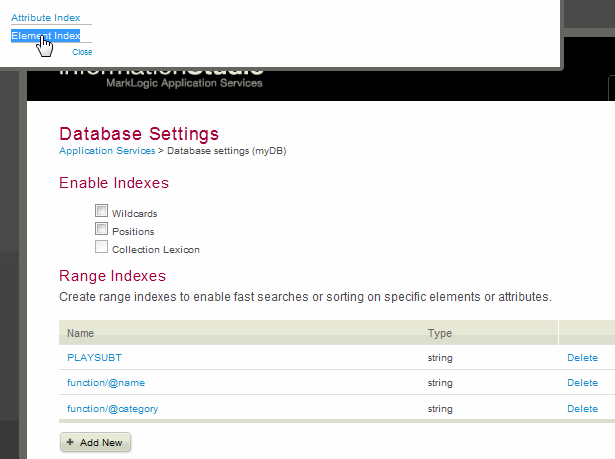 Attribute Index
Element Index
Close
InformationStudio
MarkLogic Application Services
Database Settings
Application Services > Database settings (myDB)
Enable Indexes
Wildcards
Positions
Collection Lexicon
Range Indexes
Create range indexes to enable fast searches or sorting on specific elements or attributes.
Name Type
PLAYSUBT string Delete
function/@name string Delete
function/@category string Delete
+ Add New